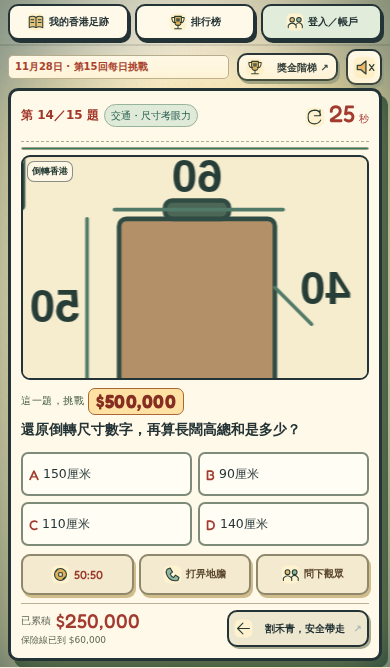 我的香港足跡
排行榜
登入／帳戶
11月28日・第15回每日挑戰
獎金階梯 ↗
第 14／15 題
交通・尺寸考眼力
25 秒
倒轉香港
60
50
40
這一題，挑戰 $500,000
還原倒轉尺寸數字，再算長闊高總和是多少？
A 150厘米
B 90厘米
C 110厘米
D 140厘米
50:50
打畀地膽
問下觀眾
已累積 $250,000
保險線已到 $60,000
割禾青，安全帶走 ↗